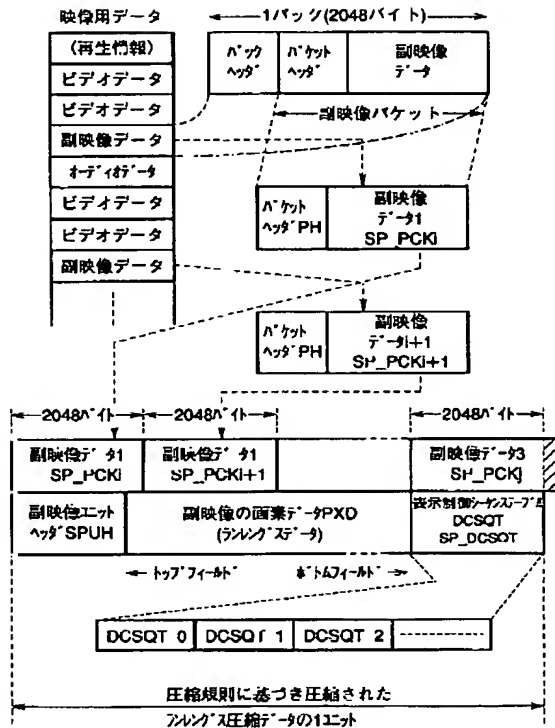 映像用データ
1パック(2048バイト)
(再生情報)
ビデオデータ
ビデオデータ
副映像データ
オーディオデータ
ビデオデータ
ビデオデータ
副映像データ
パック
ヘッダ
パケット
ヘッダ
副映像
データ
副映像パケット
パケット
ヘッダPH
副映像
データ1
SP_PCKi
パケット
ヘッダPH
副映像
データi+1
SP_PCKi+1
2048バイト
2048バイト
2048バイト
副映像データ1
SP_PCKi
副映像データ1
SP_PCKi+1
副映像データ3
SP_PCKj
副映像ユニット
ヘッダSPUH
副映像の画素データPXD
(ランレングスデータ)
表示制御シーケンステーブル
DCSQT
SP_DCSQT
トップフィールド
ボトムフィールド
DCSQT 0
DCSQT 1
DCSQT 2
圧縮規則に基づき圧縮された
ランレングス圧縮データの1ユニット